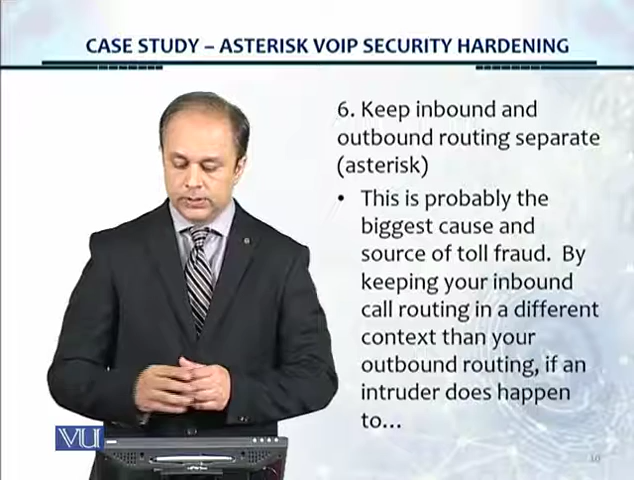 CASE STUDY – ASTERISK VOIP SECURITY HARDENING
6. Keep inbound and
outbound routing separate
(asterisk)
• This is probably the
biggest cause and
source of toll fraud. By
keeping your inbound
call routing in a different
context than your
outbound routing, if an
intruder does happen
to...
VU
10